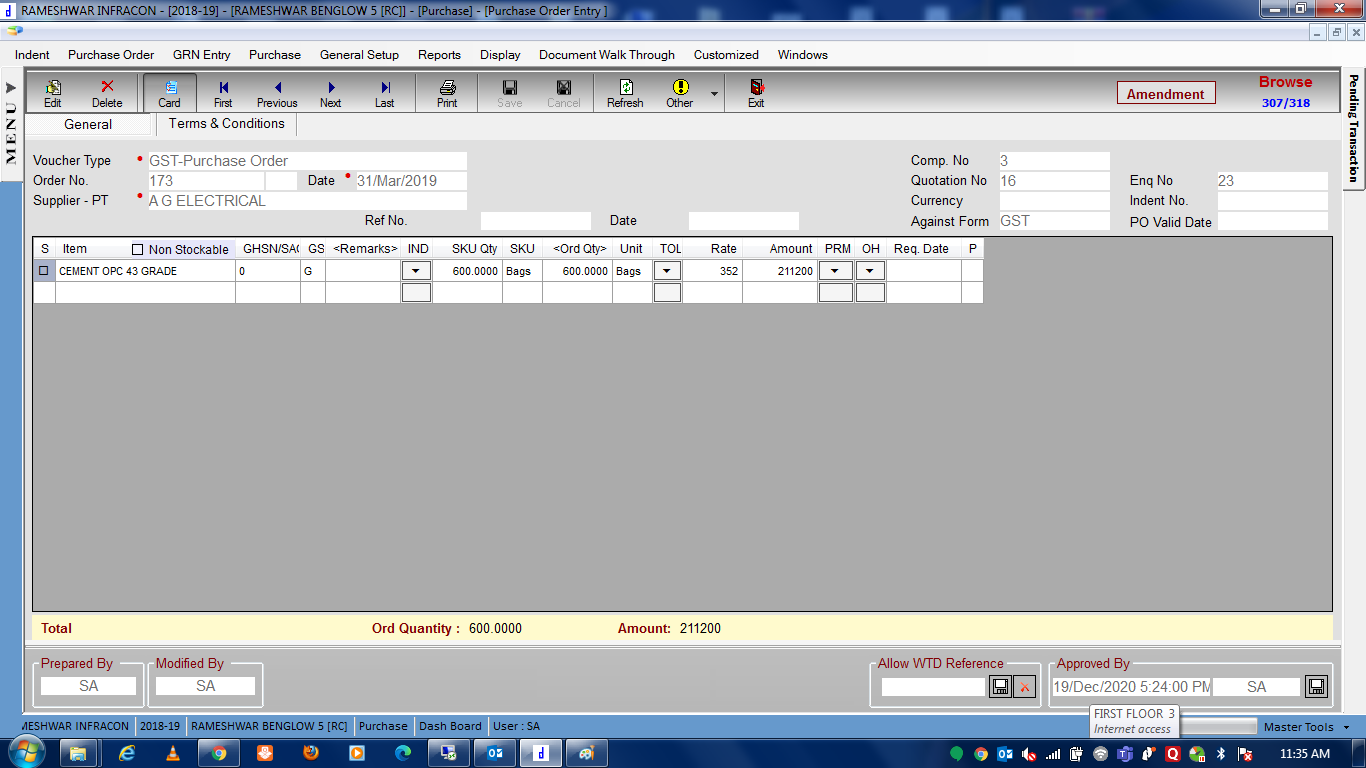 RAMESHWAR INFRACON - [2018-19] - [RAMESHWAR BENGLOW 5 [RC]] - [Purchase] - [Purchase Order Entry ]
Indent Purchase Order GRN Entry Purchase General Setup Reports Display Document Walk Through Customized Windows
MENU
Edit Delete Card First Previous Next Last Print Save Cancel Refresh Other Exit
Amendment
Browse
307/318
Pending Transaction
General Terms & Conditions
Voucher Type GST-Purchase Order Comp. No 3
Order No. 173 Date 31/Mar/2019 Quotation No 16 Enq No 23
Supplier - PT A G ELECTRICAL Currency Indent No.
Ref No. Date Against Form GST PO Valid Date
S Item Non Stockable GHSN/SAC GS <Remarks> IND SKU Qty SKU <Ord Qty> Unit TOL Rate Amount PRM OH Req. Date P
CEMENT OPC 43 GRADE 0 G 600.0000 Bags 600.0000 Bags 352 211200
Total Ord Quantity : 600.0000 Amount: 211200
Prepared By Modified By Allow WTD Reference Approved By
SA SA 19/Dec/2020 5:24:00 PM SA
FIRST FLOOR 3
Internet access
MESHWAR INFRACON 2018-19 RAMESHWAR BENGLOW 5 [RC] Purchase Dash Board User : SA Master Tools
11:35 AM